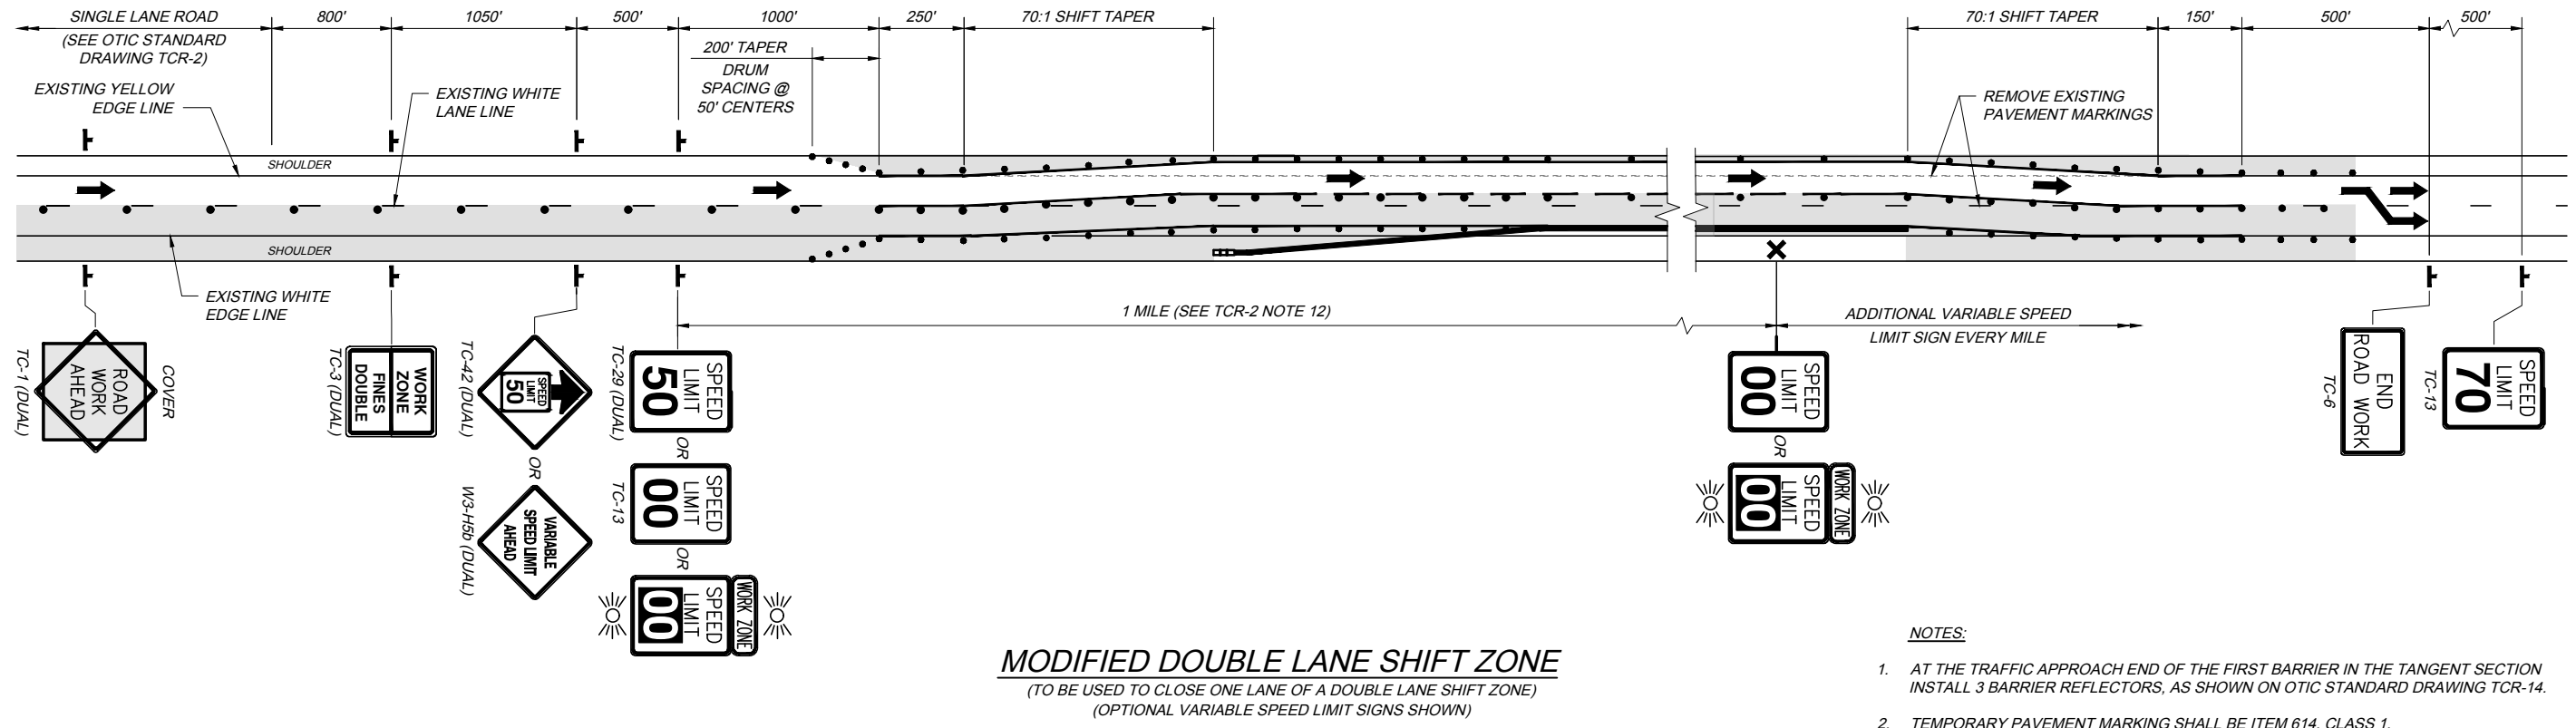 SINGLE LANE ROAD
(SEE OTIC STANDARD
DRAWING TCR-2)
800'
1050'
500'
1000'
250'
70:1 SHIFT TAPER
70:1 SHIFT TAPER
150'
500'
500'
200' TAPER
DRUM
SPACING @
50' CENTERS
EXISTING YELLOW
EDGE LINE
EXISTING WHITE
LANE LINE
REMOVE EXISTING
PAVEMENT MARKINGS
SHOULDER
SHOULDER
EXISTING WHITE
EDGE LINE
1 MILE (SEE TCR-2 NOTE 12)
ADDITIONAL VARIABLE SPEED
LIMIT SIGN EVERY MILE
COVER
ROAD
WORK
AHEAD
TC-1 (DUAL)
WORK
ZONE
FINES
DOUBLE
TC-3 (DUAL)
SPEED
LIMIT
50
TC-42 (DUAL)
OR
VARIABLE
SPEED LIMIT
AHEAD
W3-H5b (DUAL)
SPEED
LIMIT
50
TC-29 (DUAL)
OR
SPEED
LIMIT
00
TC-13
OR
WORK ZONE
SPEED
LIMIT
00
SPEED
LIMIT
00
OR
WORK ZONE
SPEED
LIMIT
00
END
ROAD WORK
TC-6
SPEED
LIMIT
70
TC-13
MODIFIED DOUBLE LANE SHIFT ZONE
(TO BE USED TO CLOSE ONE LANE OF A DOUBLE LANE SHIFT ZONE)
(OPTIONAL VARIABLE SPEED LIMIT SIGNS SHOWN)
NOTES:
1. AT THE TRAFFIC APPROACH END OF THE FIRST BARRIER IN THE TANGENT SECTION
INSTALL 3 BARRIER REFLECTORS, AS SHOWN ON OTIC STANDARD DRAWING TCR-14.
2. TEMPORARY PAVEMENT MARKING SHALL BE ITEM 614, CLASS 1.